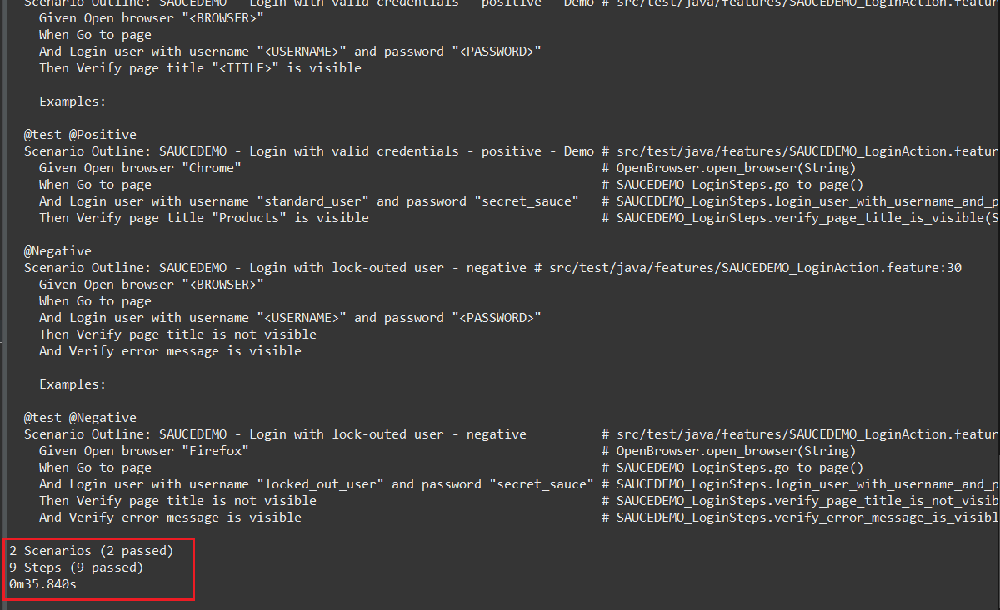 Scenario Outline: SAUCEDEMO - Login with valid credentials - positive - Demo # src/test/java/features/SAUCEDEMO_LoginAction.featur
Given Open browser "<BROWSER>"
When Go to page
And Login user with username "<USERNAME>" and password "<PASSWORD>"
Then Verify page title "<TITLE>" is visible
Examples:
@test @Positive
Scenario Outline: SAUCEDEMO - Login with valid credentials - positive - Demo # src/test/java/features/SAUCEDEMO_LoginAction.featur
Given Open browser "Chrome" # OpenBrowser.open_browser(String)
When Go to page # SAUCEDEMO_LoginSteps.go_to_page()
And Login user with username "standard_user" and password "secret_sauce" # SAUCEDEMO_LoginSteps.login_user_with_username_and_p
Then Verify page title "Products" is visible # SAUCEDEMO_LoginSteps.verify_page_title_is_visible(S
@Negative
Scenario Outline: SAUCEDEMO - Login with lock-outed user - negative # src/test/java/features/SAUCEDEMO_LoginAction.feature:30
Given Open browser "<BROWSER>"
When Go to page
And Login user with username "<USERNAME>" and password "<PASSWORD>"
Then Verify page title is not visible
And Verify error message is visible
Examples:
@test @Negative
Scenario Outline: SAUCEDEMO - Login with lock-outed user - negative # src/test/java/features/SAUCEDEMO_LoginAction.featur
Given Open browser "Firefox" # OpenBrowser.open_browser(String)
When Go to page # SAUCEDEMO_LoginSteps.go_to_page()
And Login user with username "locked_out_user" and password "secret_sauce" # SAUCEDEMO_LoginSteps.login_user_with_username_and_p
Then Verify page title is not visible # SAUCEDEMO_LoginSteps.verify_page_title_is_not_visib
And Verify error message is visible # SAUCEDEMO_LoginSteps.verify_error_message_is_visibl
2 Scenarios (2 passed)
9 Steps (9 passed)
0m35.840s